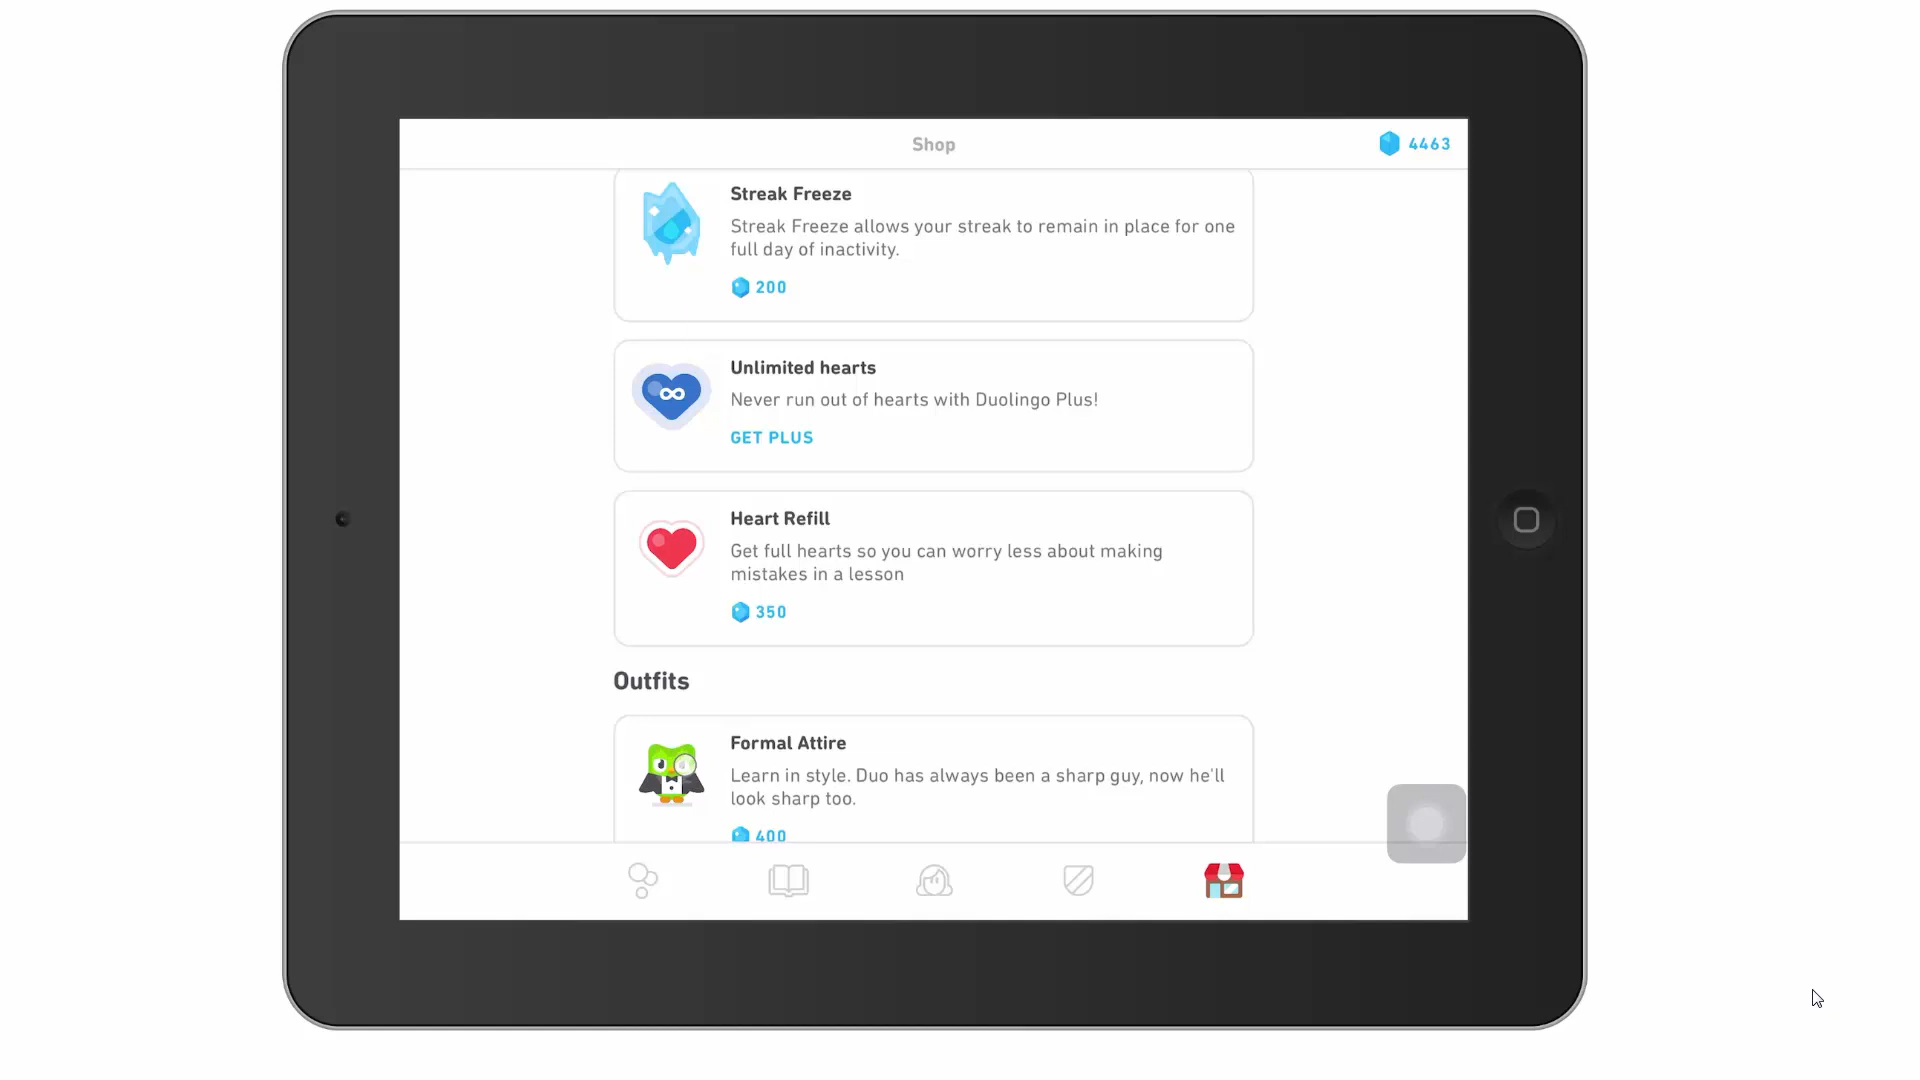 Shop
4463
Streak Freeze
Streak Freeze allows your streak to remain in place for one
full day of inactivity.
200
Unlimited hearts
Never run out of hearts with Duolingo Plus!
GET PLUS
Heart Refill
Get full hearts so you can worry less about making
mistakes in a lesson
350
Outfits
Formal Attire
Learn in style. Duo has always been a sharp guy, now he'll
look sharp too.
400